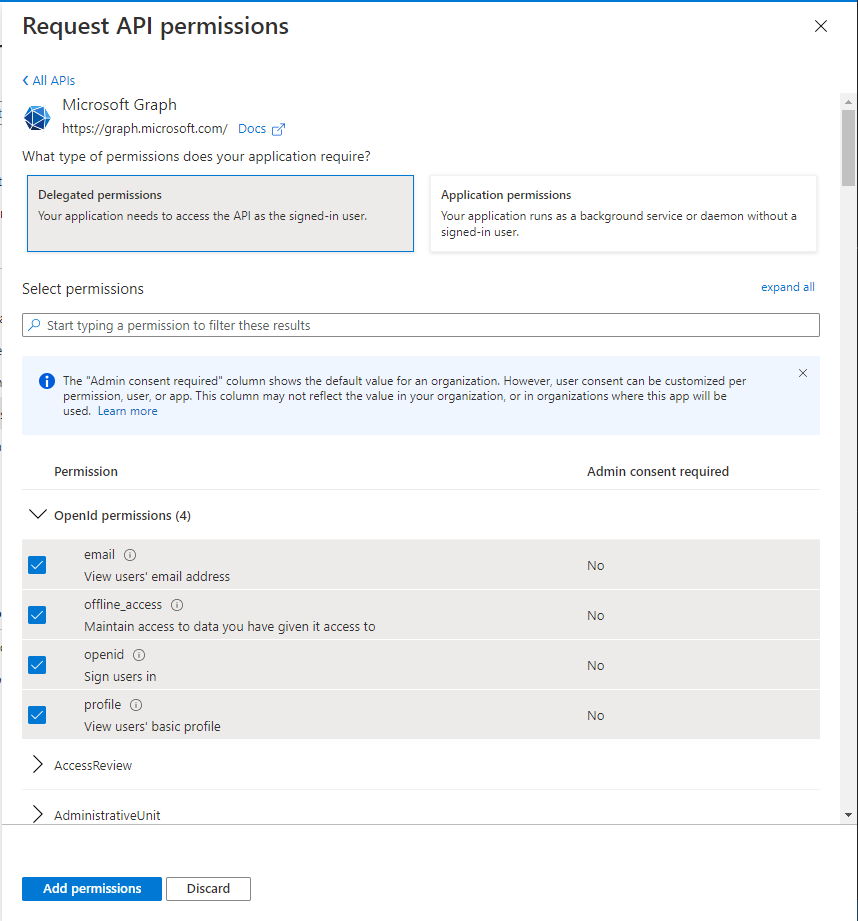 Request API permissions
All APIs
Microsoft Graph
https://graph.microsoft.com/ Docs
What type of permissions does your application require?
Delegated permissions
Your application needs to access the API as the signed-in user.
Application permissions
Your application runs as a background service or daemon without a
signed-in user.
Select permissions
expand all
Start typing a permission to filter these results
The "Admin consent required" column shows the default value for an organization. However, user consent can be customized per
permission, user, or app. This column may not reflect the value in your organization, or in organizations where this app will be
used. Learn more
Permission Admin consent required
OpenId permissions (4)
email
View users' email address
No
offline_access
Maintain access to data you have given it access to
No
openid
Sign users in
No
profile
View users' basic profile
No
AccessReview
AdministrativeUnit
Add permissions Discard